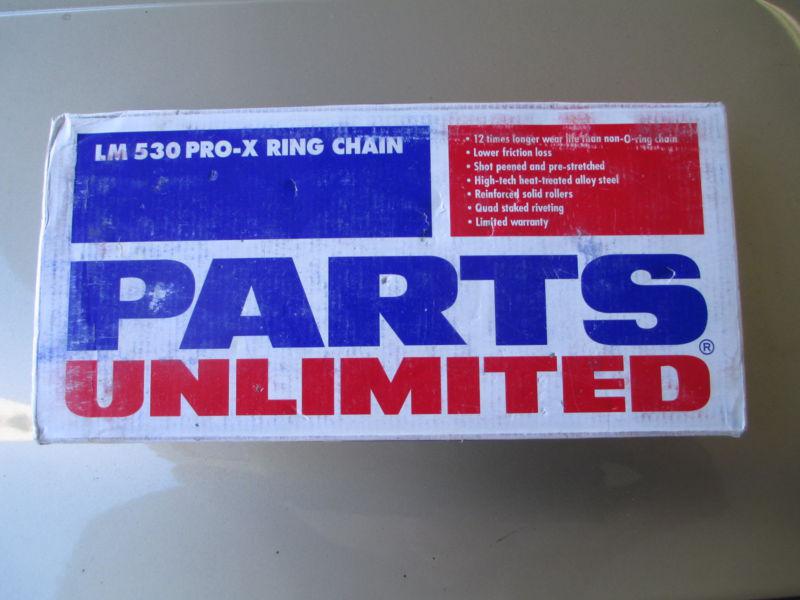 LM 530 PRO-X RING CHAIN
• 12 times longer wear life than non-O-ring chain
• Lower friction loss
• Shot peened and pre-stretched
• High-tech heat-treated alloy steel
• Reinforced solid rollers
• Quad staked riveting
• Limited warranty
PARTS
UNLIMITED®